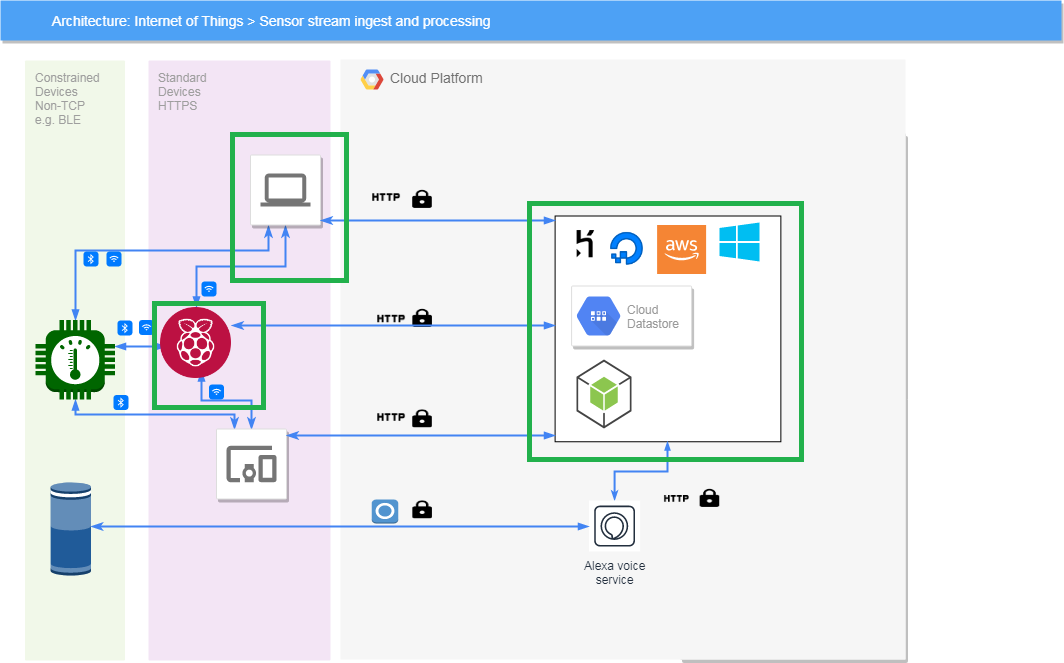 Architecture: Internet of Things > Sensor stream ingest and processing
Constrained
Devices
Non-TCP
e.g. BLE
Standard
Devices
HTTPS
Cloud Platform
HTTP
aws
Cloud
Datastore
HTTP
HTTP
HTTP
Alexa voice
service